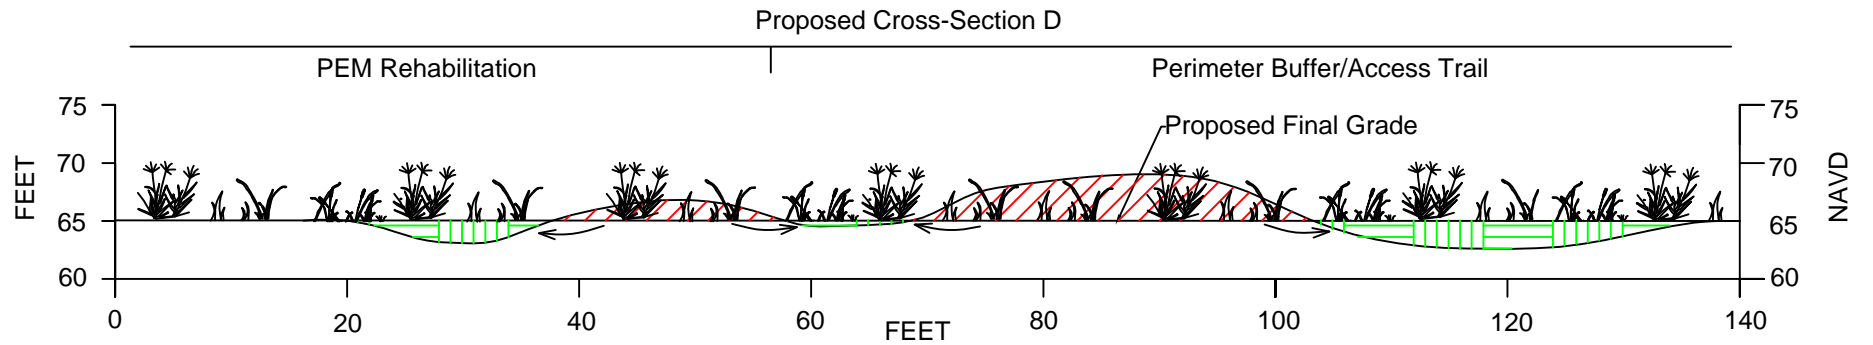 Proposed Cross-Section D
PEM Rehabilitation
Perimeter Buffer/Access Trail
75
75
Proposed Final Grade
70
70
FEET
NAVD
65
65
60
60
0
20
40
FEET
60
80
100
120
140